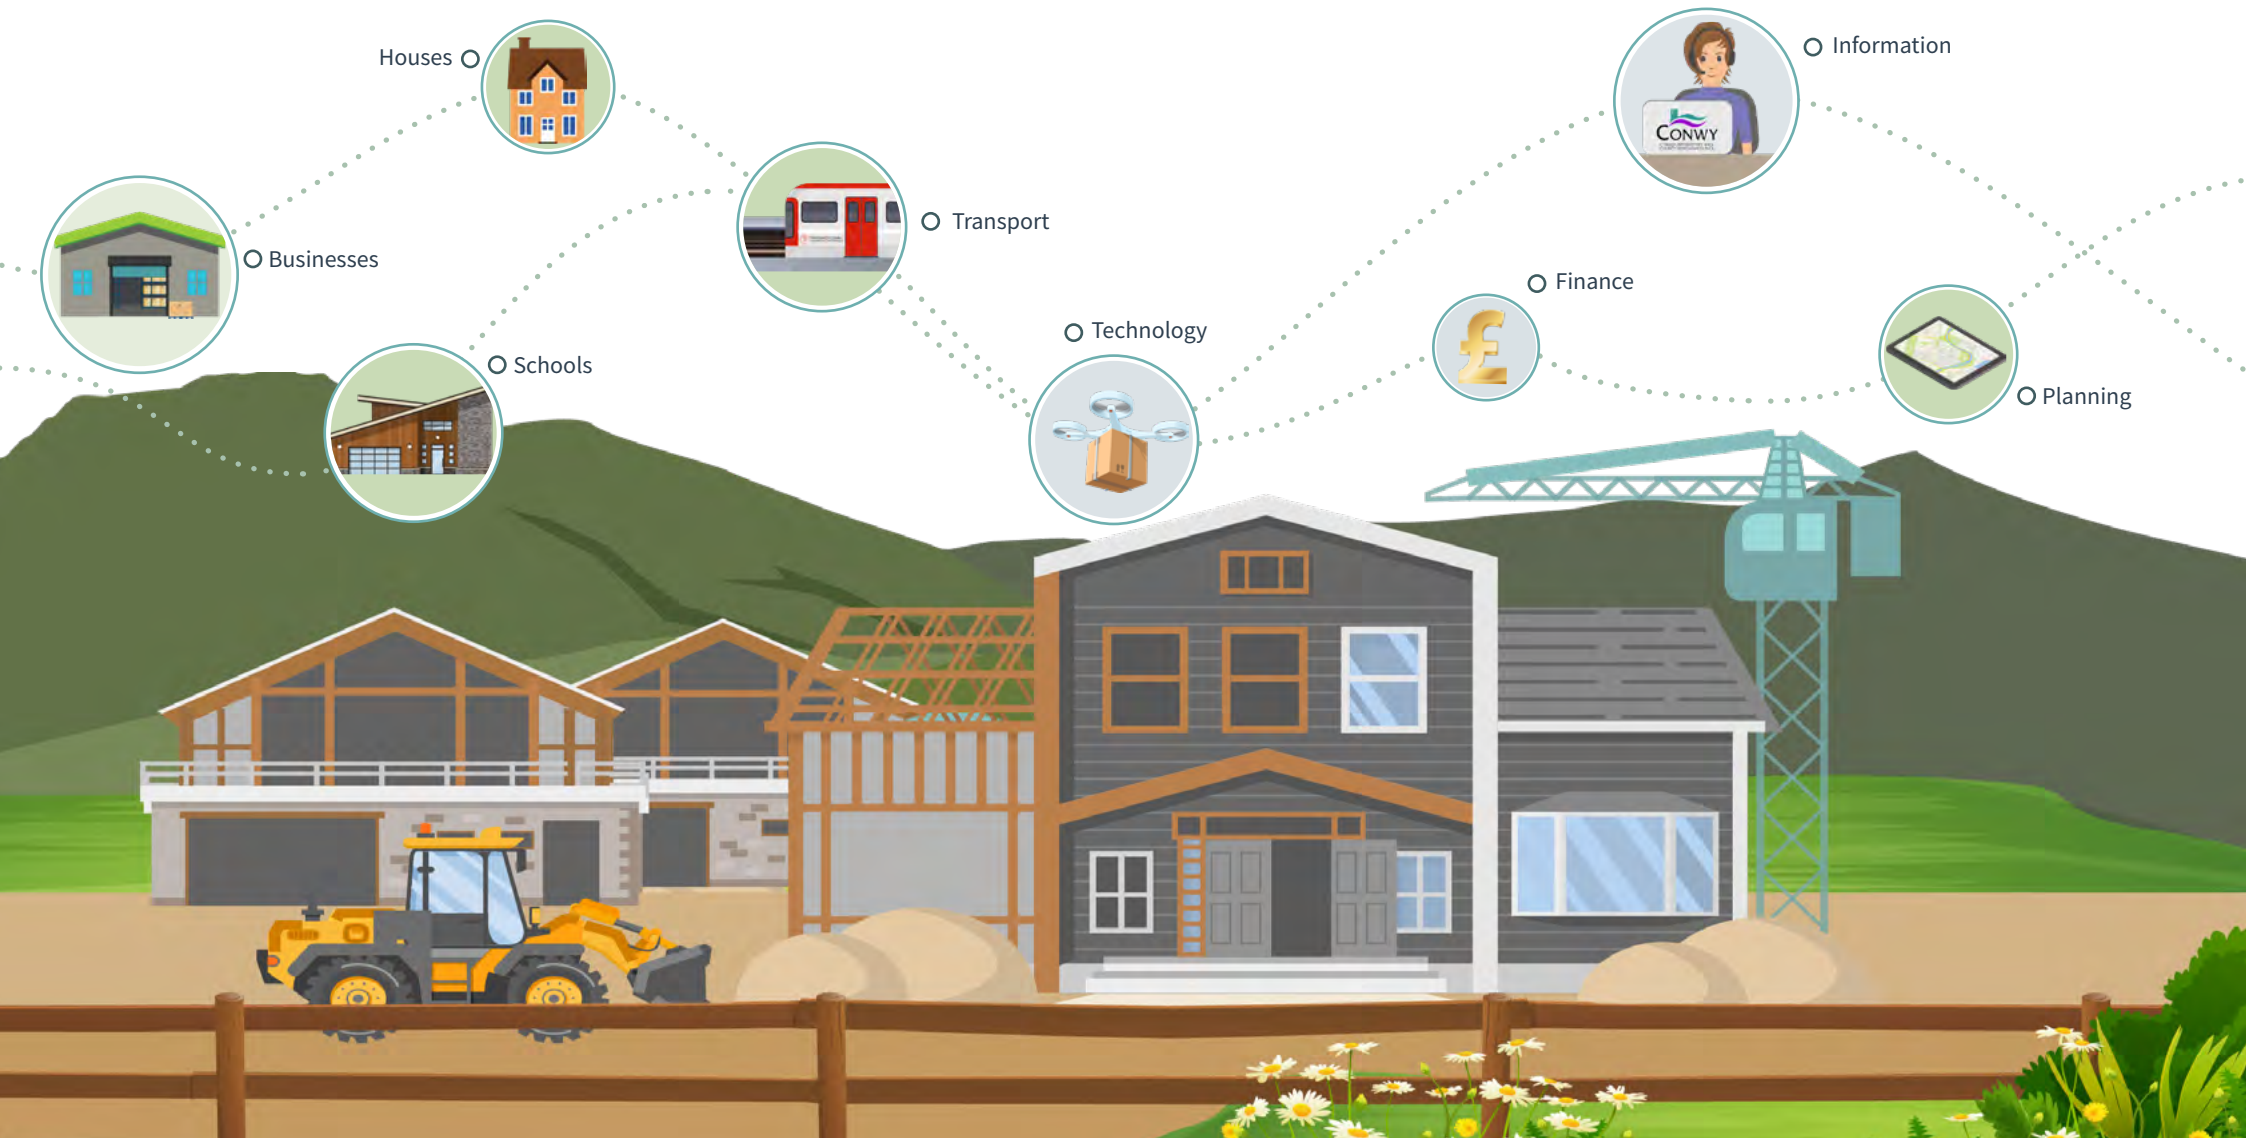 Houses
Information
Businesses
Transport
Schools
Technology
Finance
Planning
CONWY